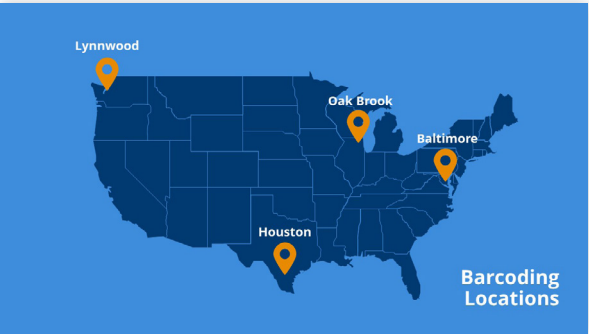 Lynnwood
Oak Brook
Baltimore
Houston
Barcoding
Locations